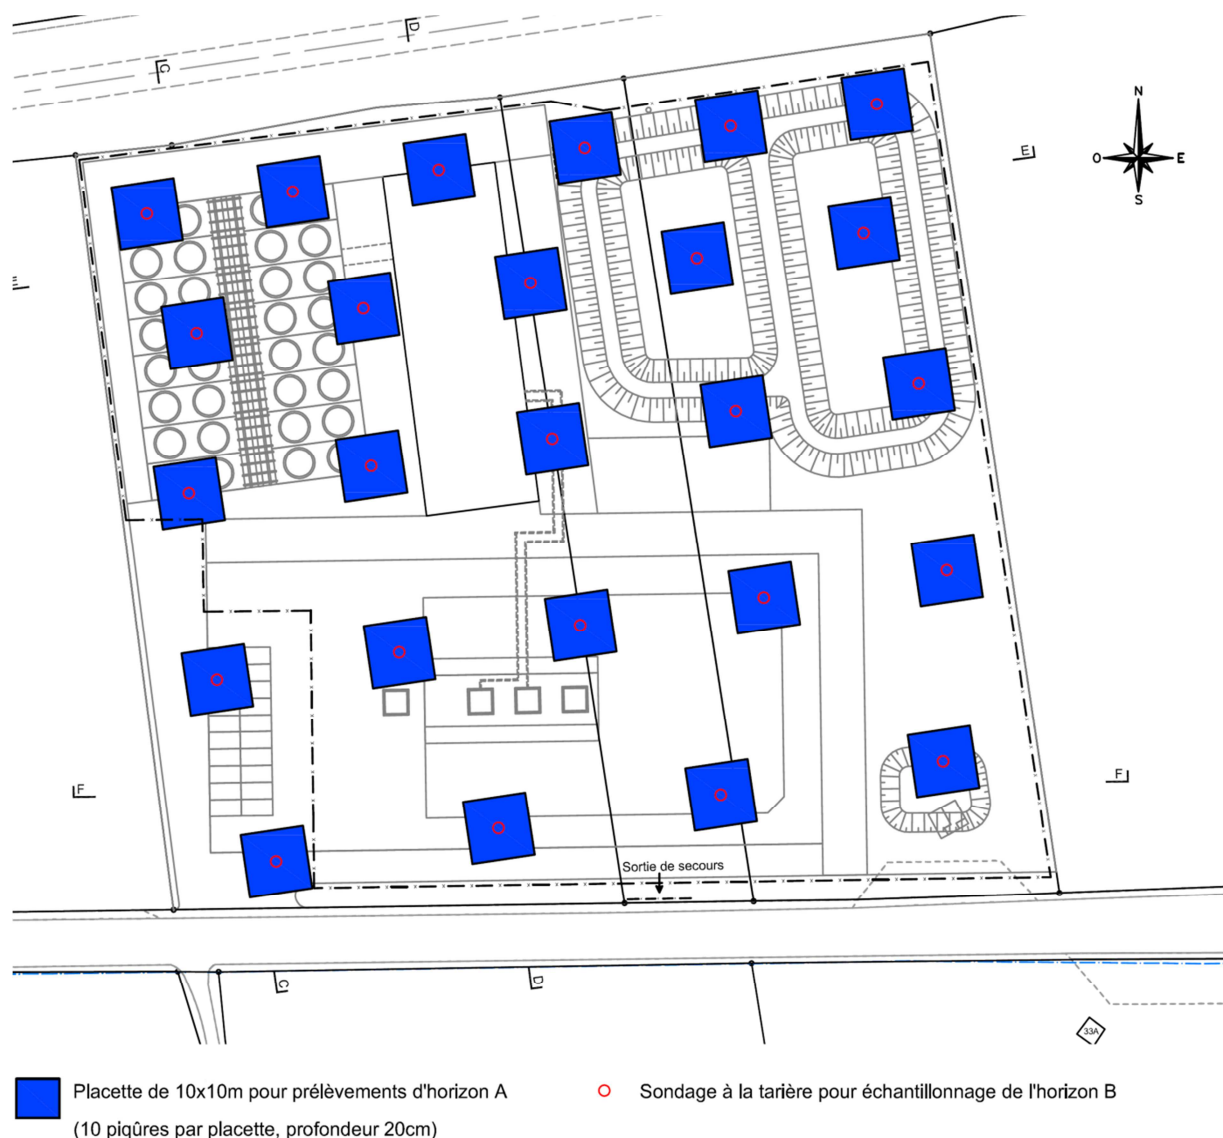 D
C
N
O E
S
E
E
F
F
Sortie de secours
C
D
33A
Placette de 10x10m pour prélèvements d'horizon A
(10 piqûres par placette, profondeur 20cm)
Sondage à la tarière pour échantillonnage de l'horizon B